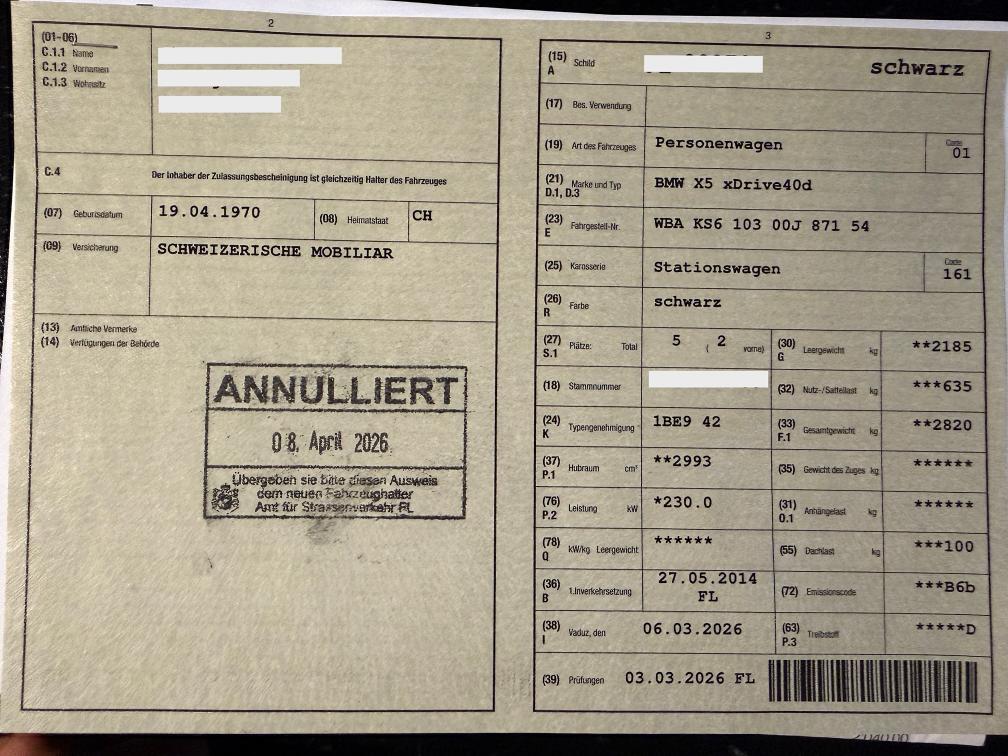 2
(01-06)
C.1.1 Name
C.1.2 Vornamen
C.1.3 Wohnsitz
C.4 Der Inhaber der Zulassungsbescheinigung ist gleichzeitig Halter des Fahrzeuges
(07) Geburtsdatum 19.04.1970 (08) Heimatstaat CH
(09) Versicherung SCHWEIZERISCHE MOBILIAR
(13) Amtliche Vermerke
(14) Verfügungen der Behörde
ANNULLIERT
08. April 2026
Übergeben sie bitte diesen Ausweis
dem neuen Fahrzeughalter
Amt für Strassenverkehr FL
3
(15) A Schild schwarz
(17) Bes. Verwendung
(19) Art des Fahrzeuges Personenwagen Code 01
(21) D.1, D.3 Marke und Typ BMW X5 xDrive40d
(23) E Fahrgestell-Nr. WBA KS6 103 00J 871 54
(25) Karosserie Stationswagen Code 161
(26) R Farbe schwarz
(27) S.1 Plätze: Total 5 ( 2 vorne) (30) G Leergewicht kg **2185
(18) Stammnummer (32) Nutz-/Sattellast kg ***635
(24) K Typengenehmigung 1BE9 42 (33) F.1 Gesamtgewicht kg **2820
(37) P.1 Hubraum cm³ **2993 (35) Gewicht des Zuges kg ******
(76) P.2 Leistung kW *230.0 (31) O.1 Anhängelast kg ******
(78) Q kW/kg Leergewicht ****** (55) Dachlast kg ***100
(36) B 1.Inverkehrsetzung 27.05.2014 FL (72) Emissionscode ***B6b
(38) I Vaduz, den 06.03.2026 (63) P.3 Treibstoff *****D
(39) Prüfungen 03.03.2026 FL